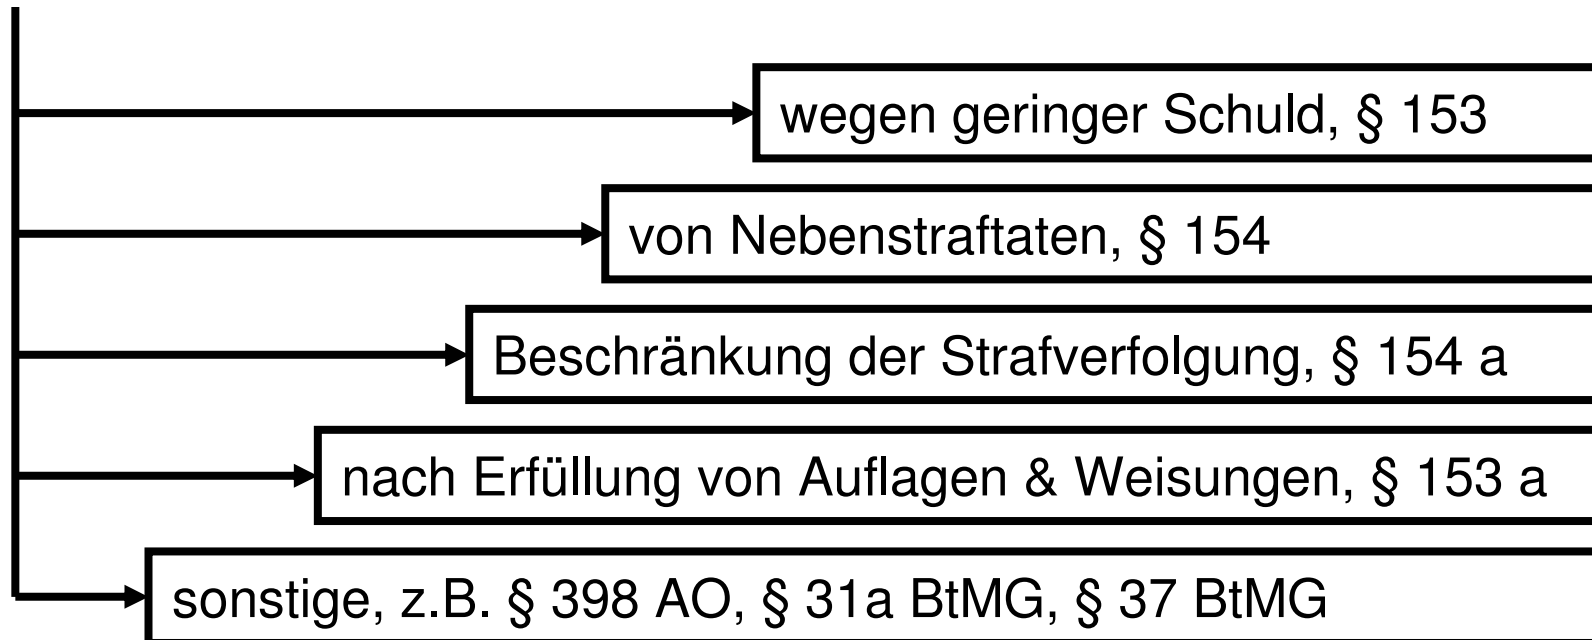 wegen geringer Schuld, § 153
von Nebenstraftaten, § 154
Beschränkung der Strafverfolgung, § 154 a
nach Erfüllung von Auflagen & Weisungen, § 153 a
sonstige, z.B. § 398 AO, § 31a BtMG, § 37 BtMG